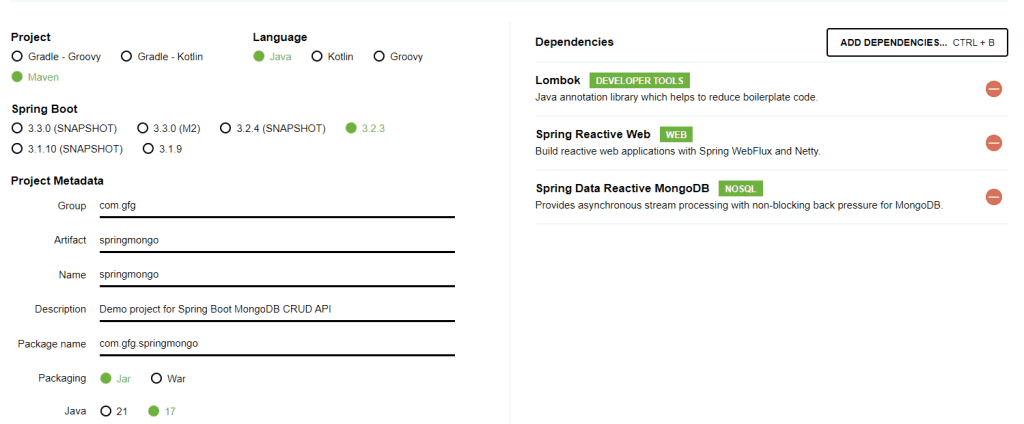 Project
Gradle - Groovy Gradle - Kotlin
Maven
Language
Java Kotlin Groovy
Spring Boot
3.3.0 (SNAPSHOT) 3.3.0 (M2) 3.2.4 (SNAPSHOT) 3.2.3
3.1.10 (SNAPSHOT) 3.1.9
Project Metadata
Group com.gfg
Artifact springmongo
Name springmongo
Description Demo project for Spring Boot MongoDB CRUD API
Package name com.gfg.springmongo
Packaging Jar War
Java 21 17
Dependencies ADD DEPENDENCIES... CTRL + B
Lombok DEVELOPER TOOLS
Java annotation library which helps to reduce boilerplate code.
Spring Reactive Web WEB
Build reactive web applications with Spring WebFlux and Netty.
Spring Data Reactive MongoDB NOSQL
Provides asynchronous stream processing with non-blocking back pressure for MongoDB.